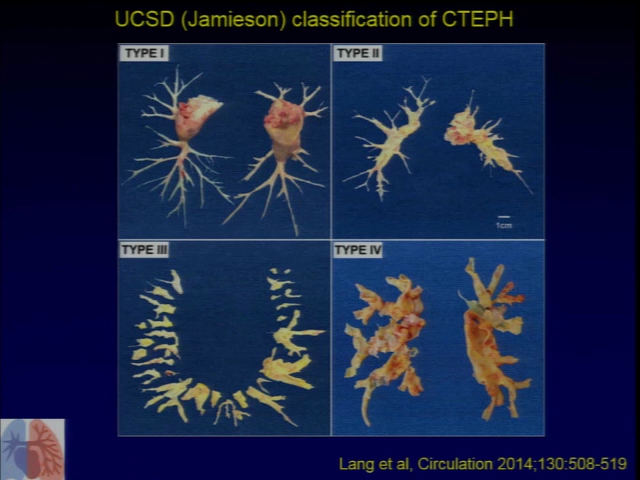 UCSD (Jamieson) classification of CTEPH
TYPE I
TYPE II
1cm
TYPE III
TYPE IV
Lang et al, Circulation 2014;130:508-519